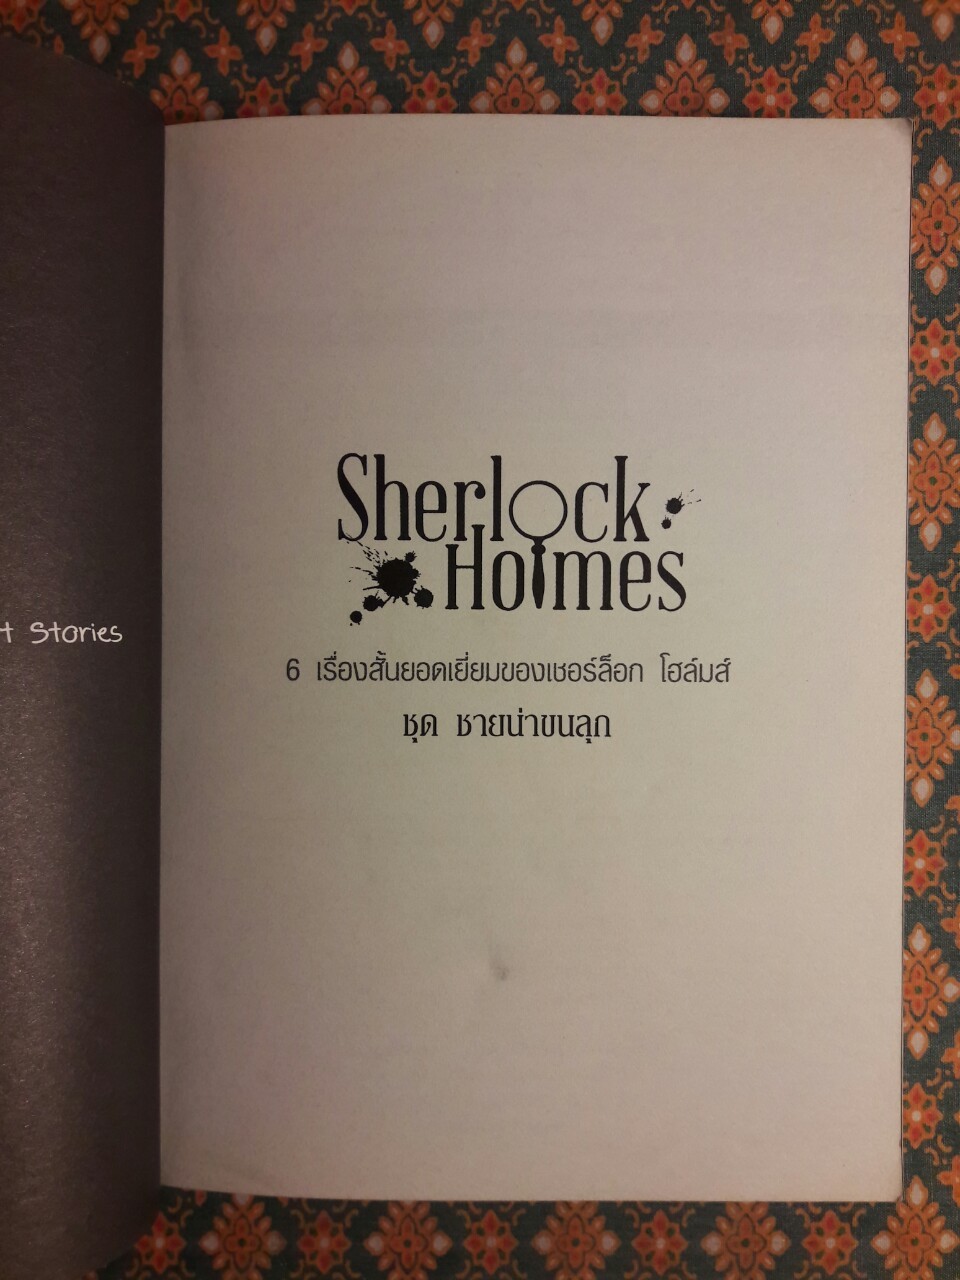 t Stories
Sherlock
Holmes
6 เรื่องสั้นยอดเยี่ยมของเชอร์ล็อก โฮล์มส์
ชุด ชายน่าขนลุก